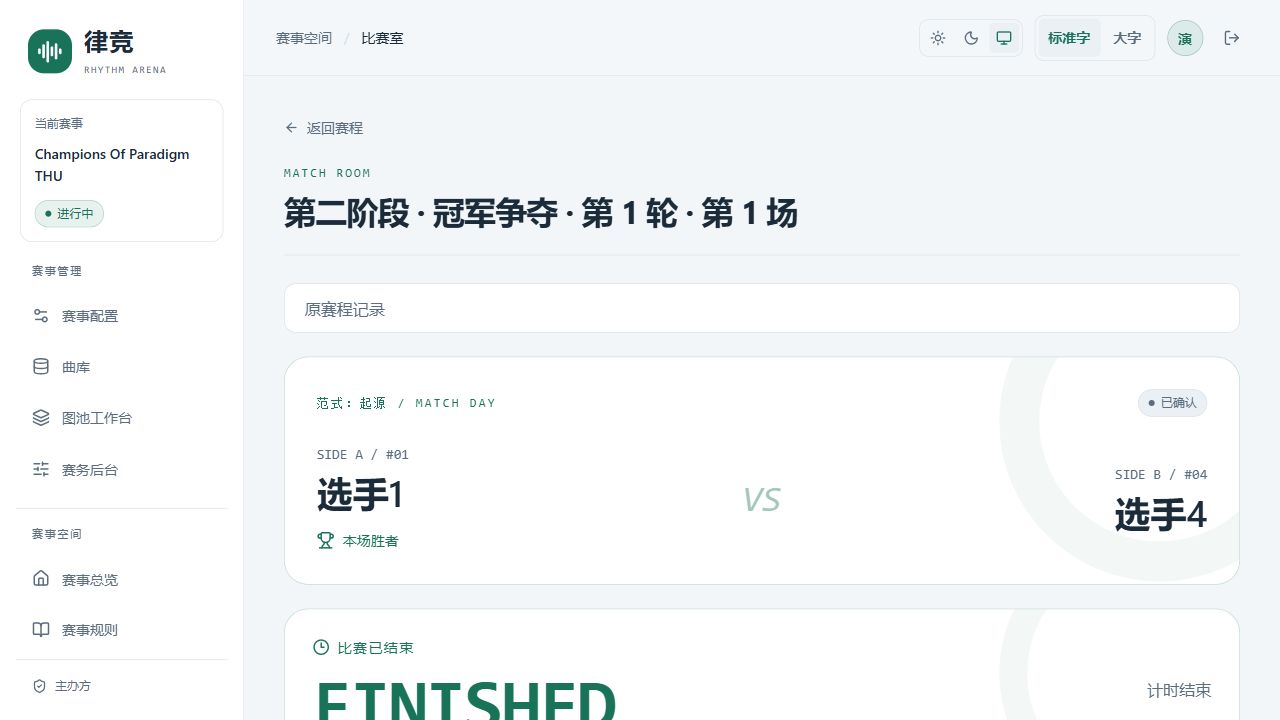 律竞
RHYTHM ARENA
当前赛事
Champions Of Paradigm
THU
进行中
赛事管理
赛事配置
曲库
图池工作台
赛务后台
赛事空间
赛事总览
赛事规则
主办方
赛事空间 / 比赛室
标准字 大字 演
返回赛程
MATCH ROOM
第二阶段 · 冠军争夺 · 第 1 轮 · 第 1 场
原赛程记录
范式：起源 / MATCH DAY
已确认
SIDE A / #01
选手1
本场胜者
VS
SIDE B / #04
选手4
比赛已结束
FINISHED
计时结束